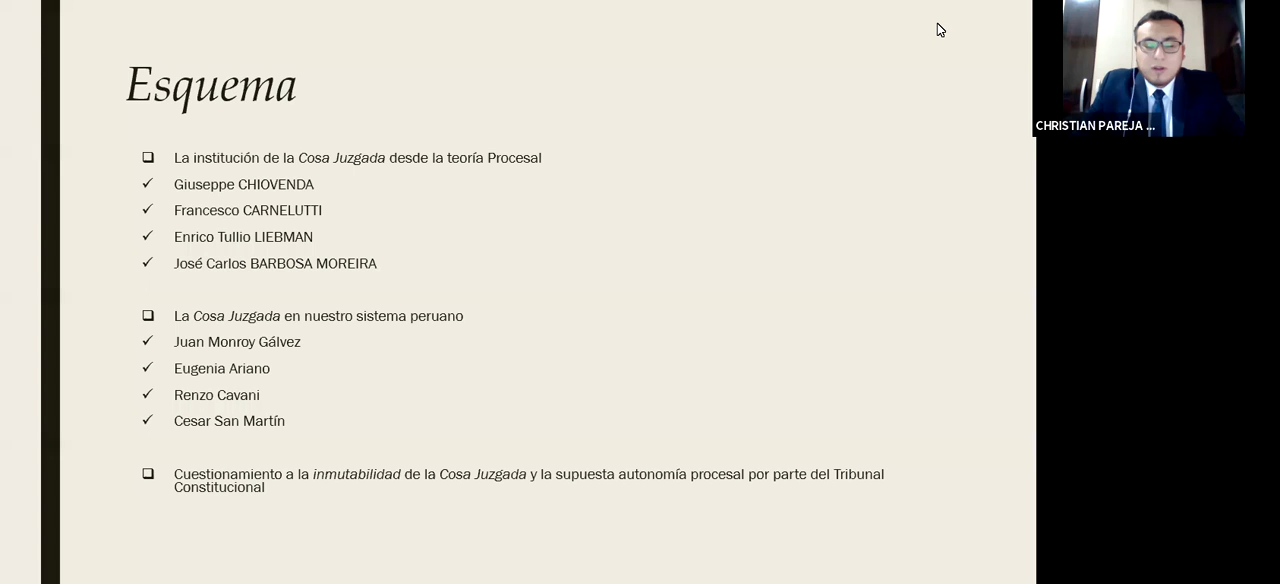 Esquema
La institución de la Cosa Juzgada desde la teoría Procesal
Giuseppe CHIOVENDA
Francesco CARNELUTTI
Enrico Tullio LIEBMAN
José Carlos BARBOSA MOREIRA
La Cosa Juzgada en nuestro sistema peruano
Juan Monroy Gálvez
Eugenia Ariano
Renzo Cavani
Cesar San Martín
Cuestionamiento a la inmutabilidad de la Cosa Juzgada y la supuesta autonomía procesal por parte del Tribunal
Constitucional
CHRISTIAN PAREJA ...